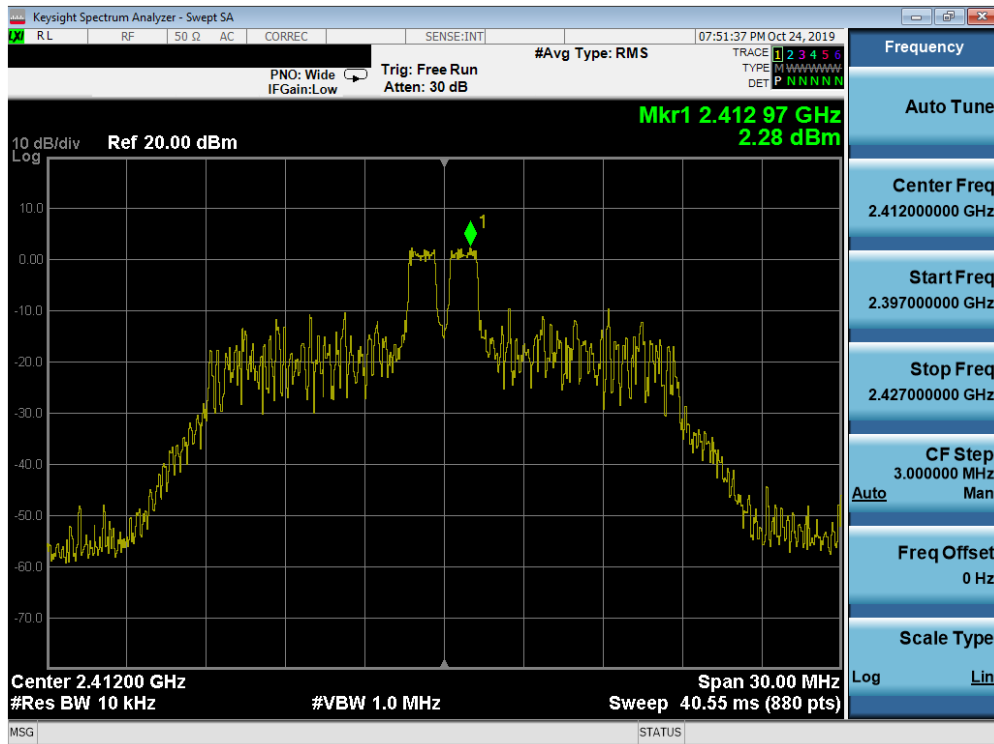 Keysight Spectrum Analyzer - Swept SA
LXI RL RF 50 Ω AC CORREC SENSE:INT 07:51:37 PM Oct 24, 2019
#Avg Type: RMS TRACE 1 2 3 4 5 6
PNO: Wide Trig: Free Run TYPE M WWWWW
IFGain:Low Atten: 30 dB DET P N N N N N
Mkr1 2.412 97 GHz
2.28 dBm
10 dB/div Ref 20.00 dBm
Log
1
10.0
0.00
-10.0
-20.0
-30.0
-40.0
-50.0
-60.0
-70.0
Center 2.41200 GHz Span 30.00 MHz
#Res BW 10 kHz #VBW 1.0 MHz Sweep 40.55 ms (880 pts)
MSG STATUS
Frequency
Auto Tune
Center Freq
2.412000000 GHz
Start Freq
2.397000000 GHz
Stop Freq
2.427000000 GHz
CF Step
3.000000 MHz
Auto Man
Freq Offset
0 Hz
Scale Type
Log Lin